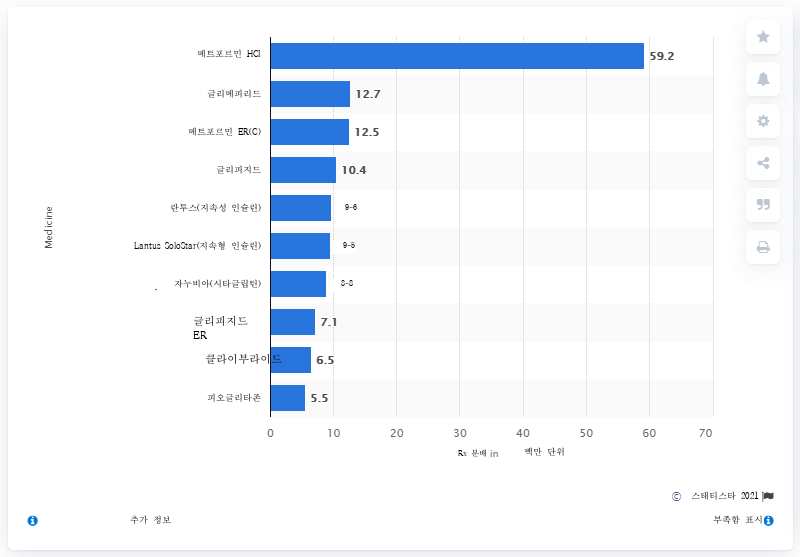 메트포르민 HCl
59.2
글리메피리드
12.7
메트포르민 ER(C)
12.5
글리피지드
10.4
란투스(지속성 인슐린)
9-6
Lantus SoloStar(지속형 인슐린)
9-5
자누비아(시타글립틴)
8-8
글리피지드
ER
7.1
클라이부라이드
6.5
피오글리타존
5.5
Medicine
0 10 20 30 40 50 60 70
Rx 분배 in 백만 단위
© 스태티스타 2021
추가 정보
부족함 표시